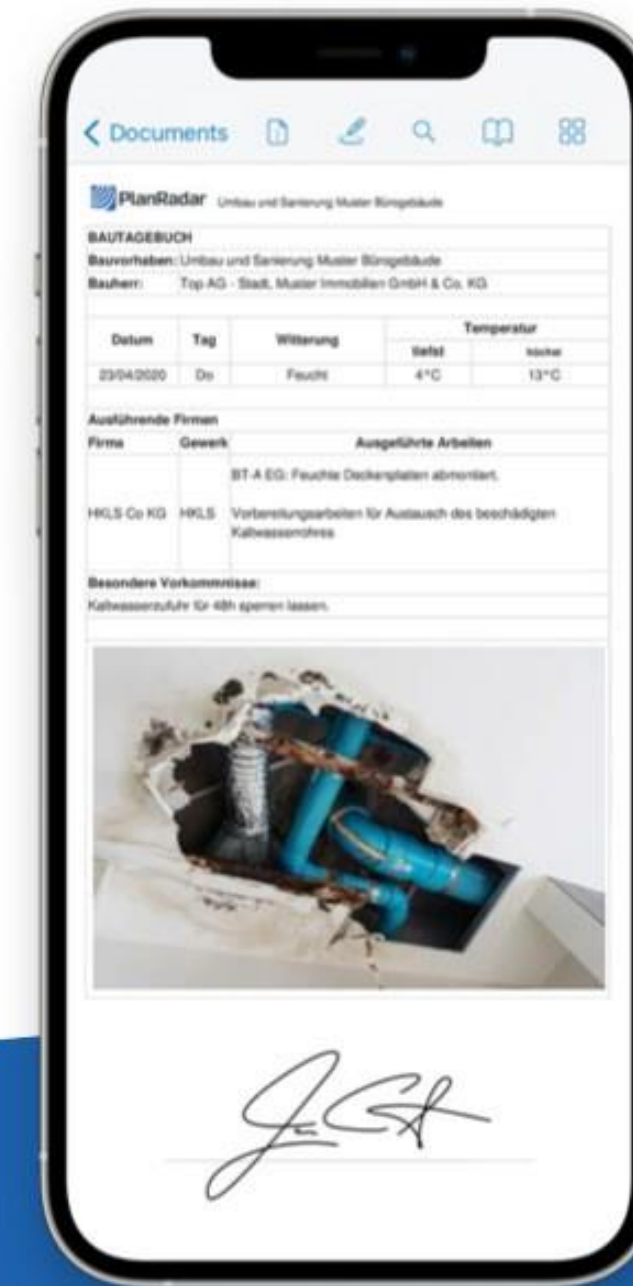 Documents
PlanRadar Umbau und Sanierung Muster Bürogebäude
BAUTAGEBUCH
Bauvorhaben: Umbau und Sanierung Muster Bürogebäude
Bauherr: Top AG - Stadt, Muster Immobilien GmbH & Co. KG
Datum Tag Witterung Temperatur
tiefst höchst
23/04/2020 Do Feucht 4°C 13°C
Ausführende Firmen
Firma Gewerk Ausgeführte Arbeiten
BT-A EG: Feuchte Deckenplatten abmontiert.
HKLS Co KG HKLS Vorbereitungsarbeiten für Austausch des beschädigten
Kaltwasserrohres
Besondere Vorkommnisse:
Kaltwasserzufuhr für 48h sperren lassen.